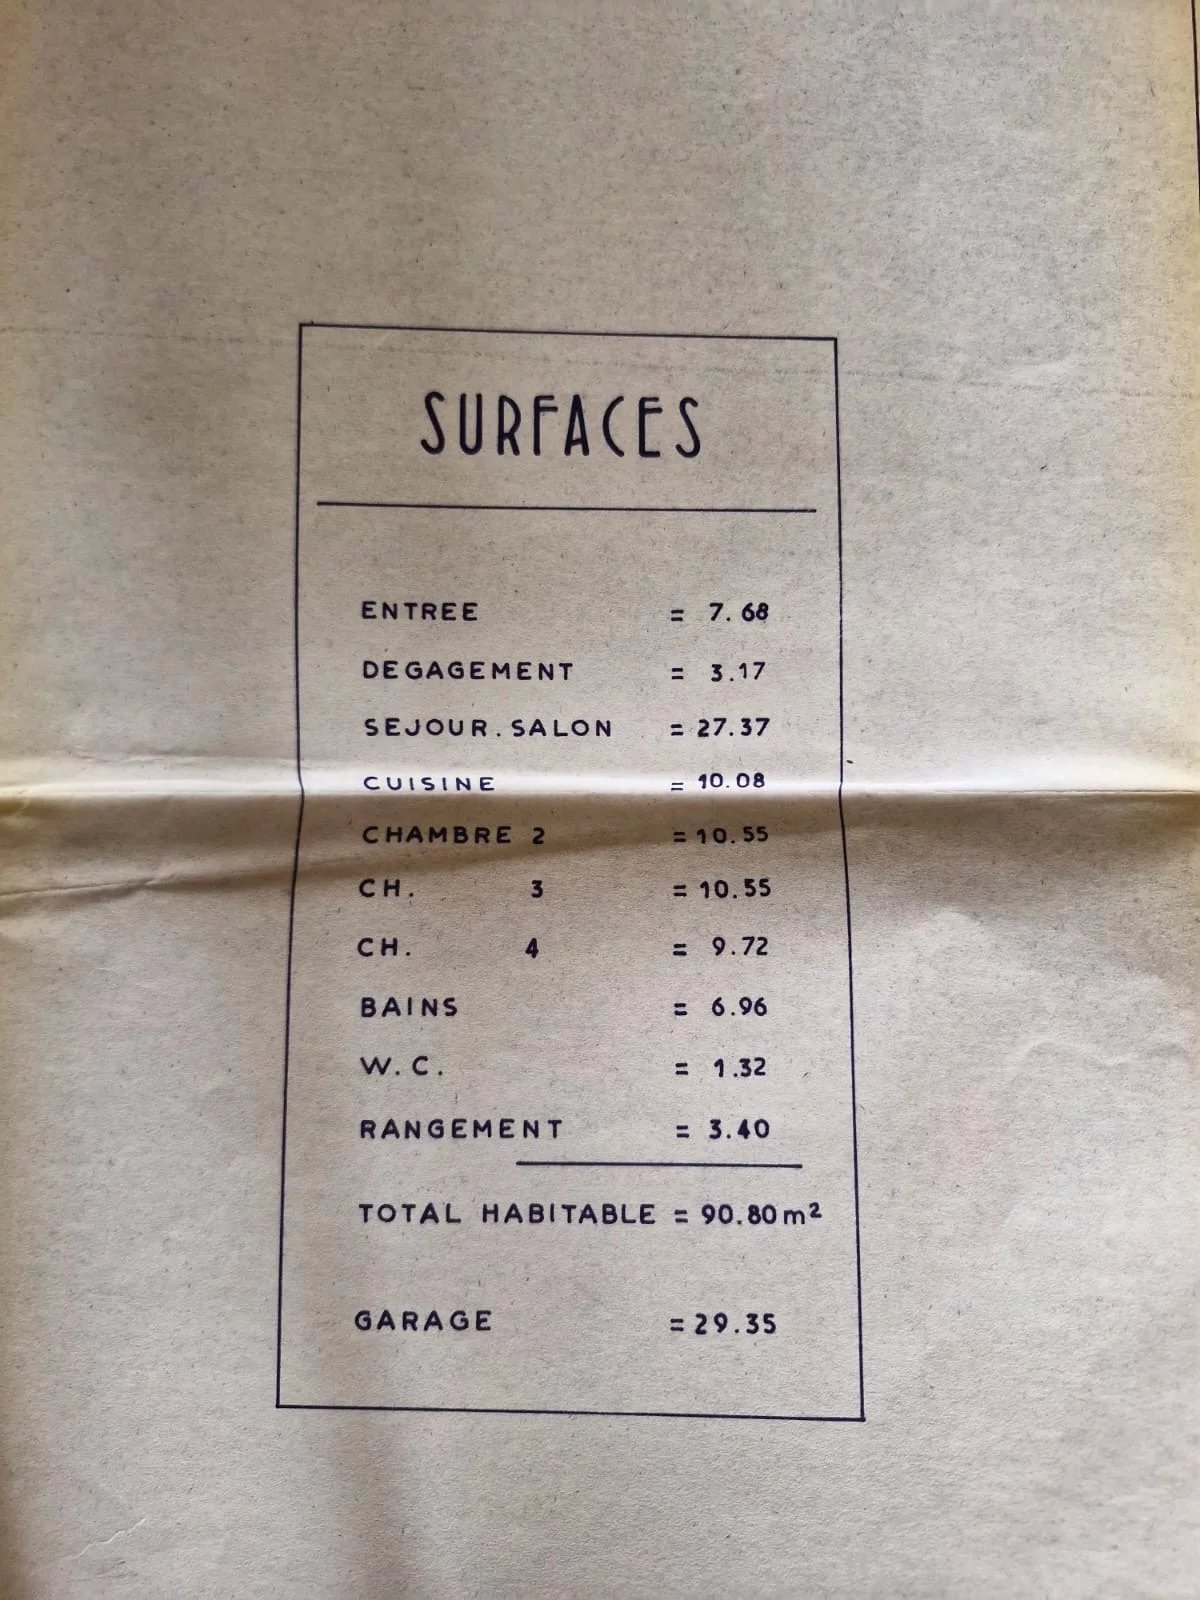 SURFACES
ENTREE = 7.68
DEGAGEMENT = 3.17
SEJOUR.SALON = 27.37
CUISINE = 10.08
CHAMBRE 2 = 10.55
CH. 3 = 10.55
CH. 4 = 9.72
BAINS = 6.96
W.C. = 1.32
RANGEMENT = 3.40
TOTAL HABITABLE = 90.80 m²
GARAGE = 29.35